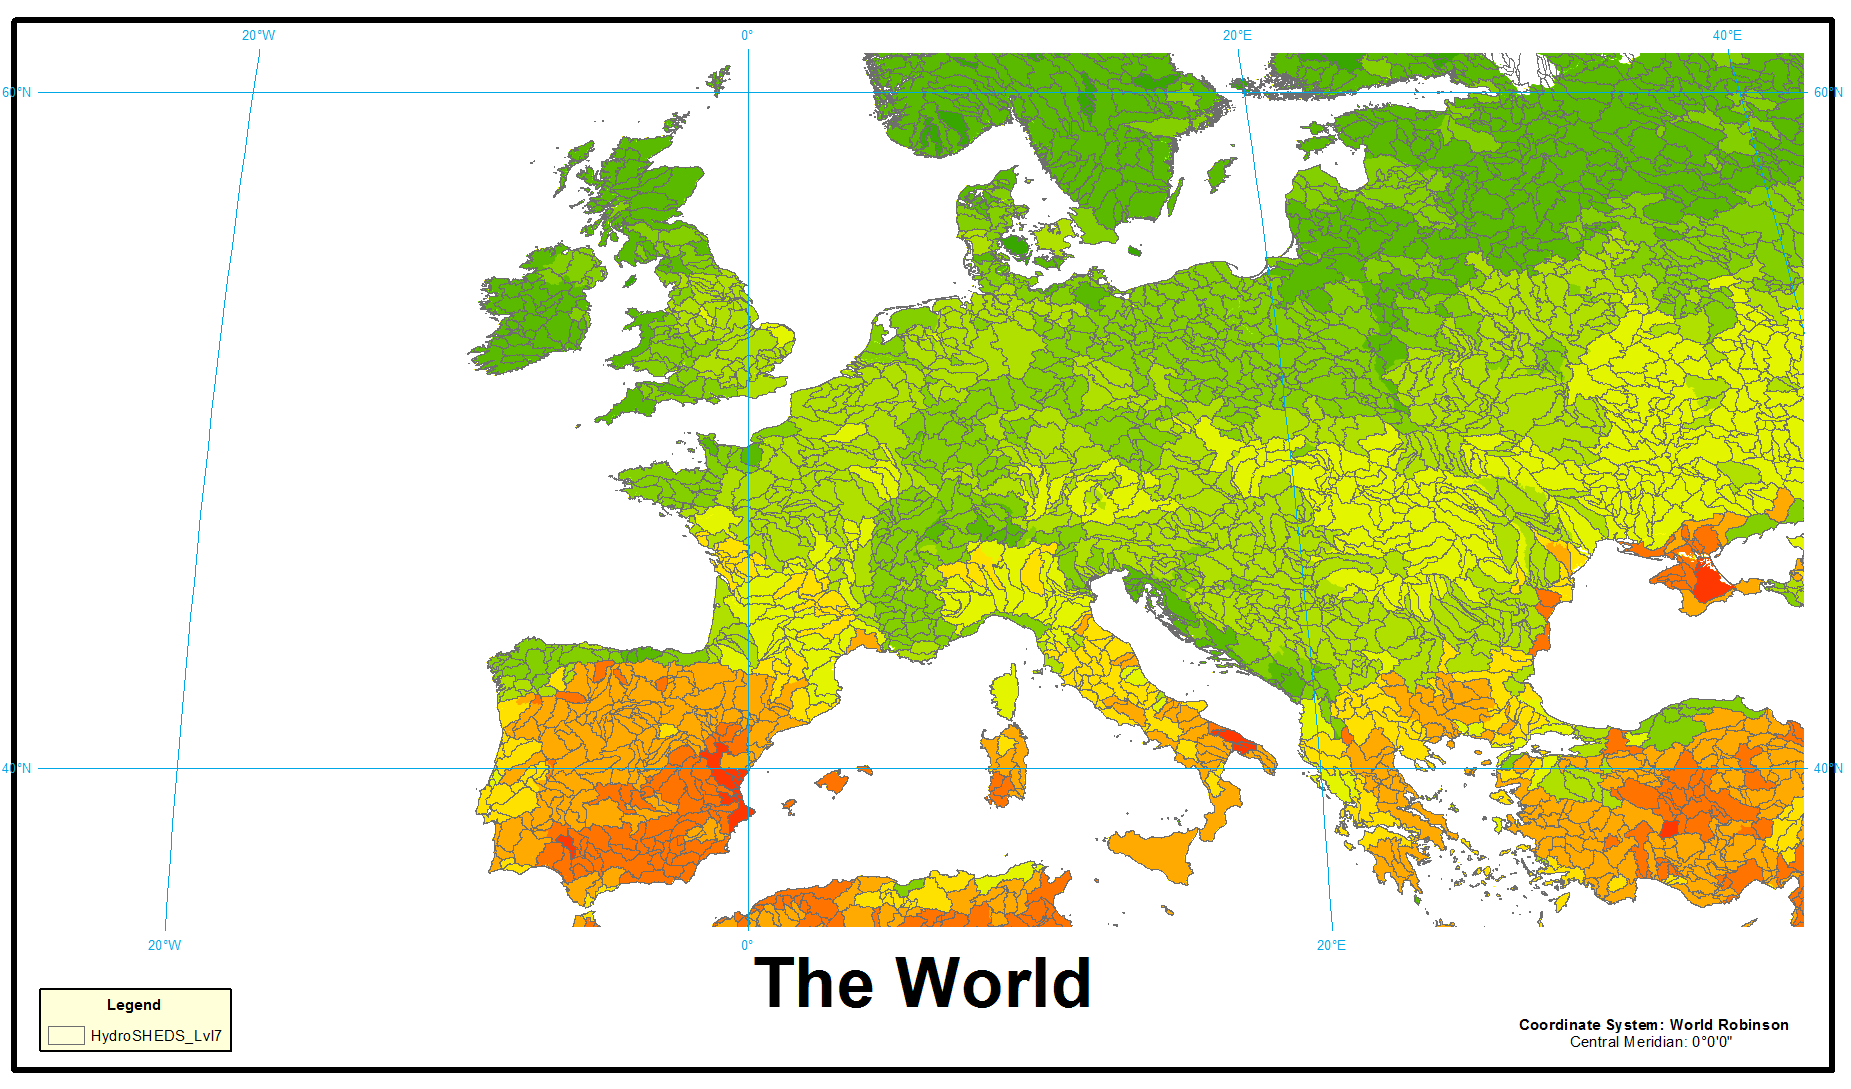 20°W 0° 20°E 40°E
60°N 60°N
40°N 40°N
20°W 0° 20°E
The World
Legend
HydroSHEDS_Lvl7
Coordinate System: World Robinson
Central Meridian: 0°0'0"